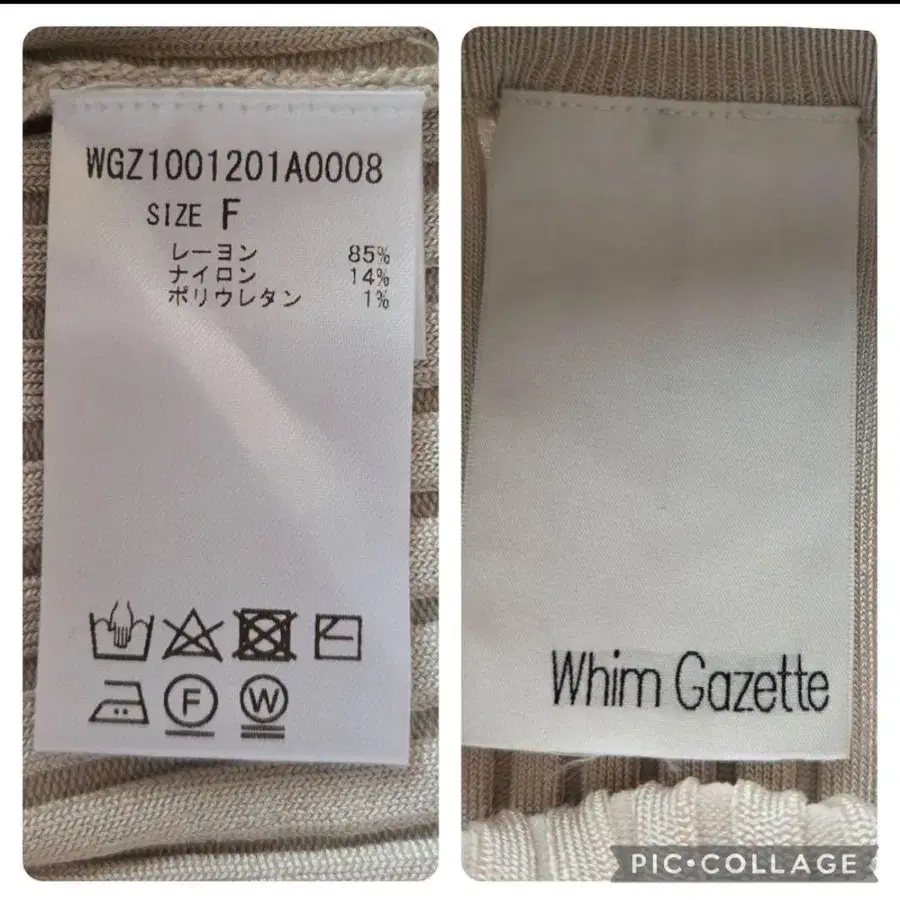 WGZ1001201A0008
SIZE F
レーヨン 85%
ナイロン 14%
ポリウレタン 1%
F W
Whim Gazette
PIC•COLLAGE